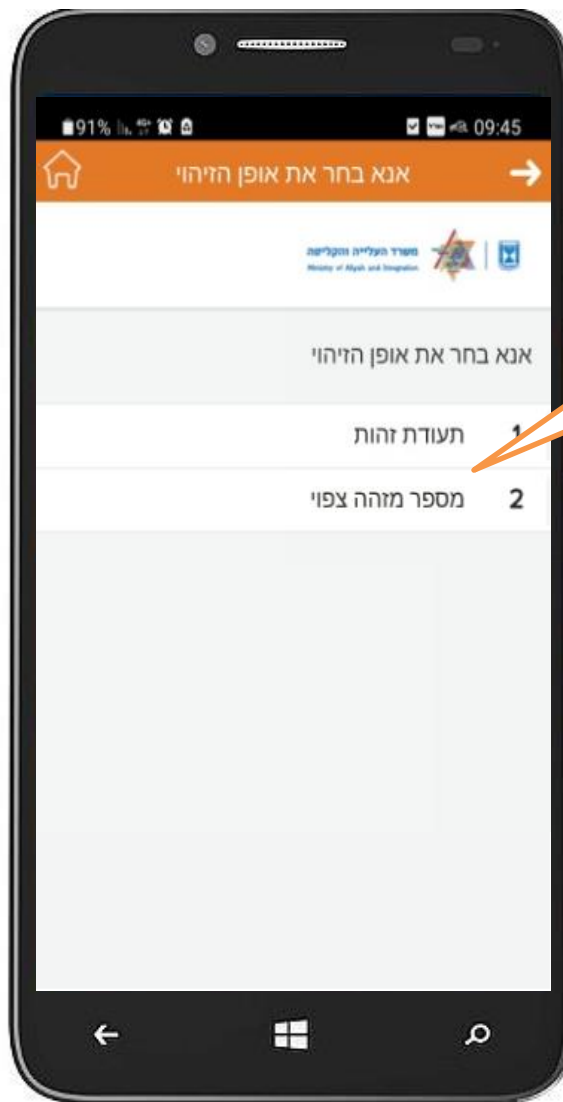 91% 4G+ 09:45
אנא בחר את אופן הזיהוי
משרד העלייה והקליטה
Ministry of Aliyah and Integration
אנא בחר את אופן הזיהוי
1 תעודת זהות
2 מספר מזהה צפוי